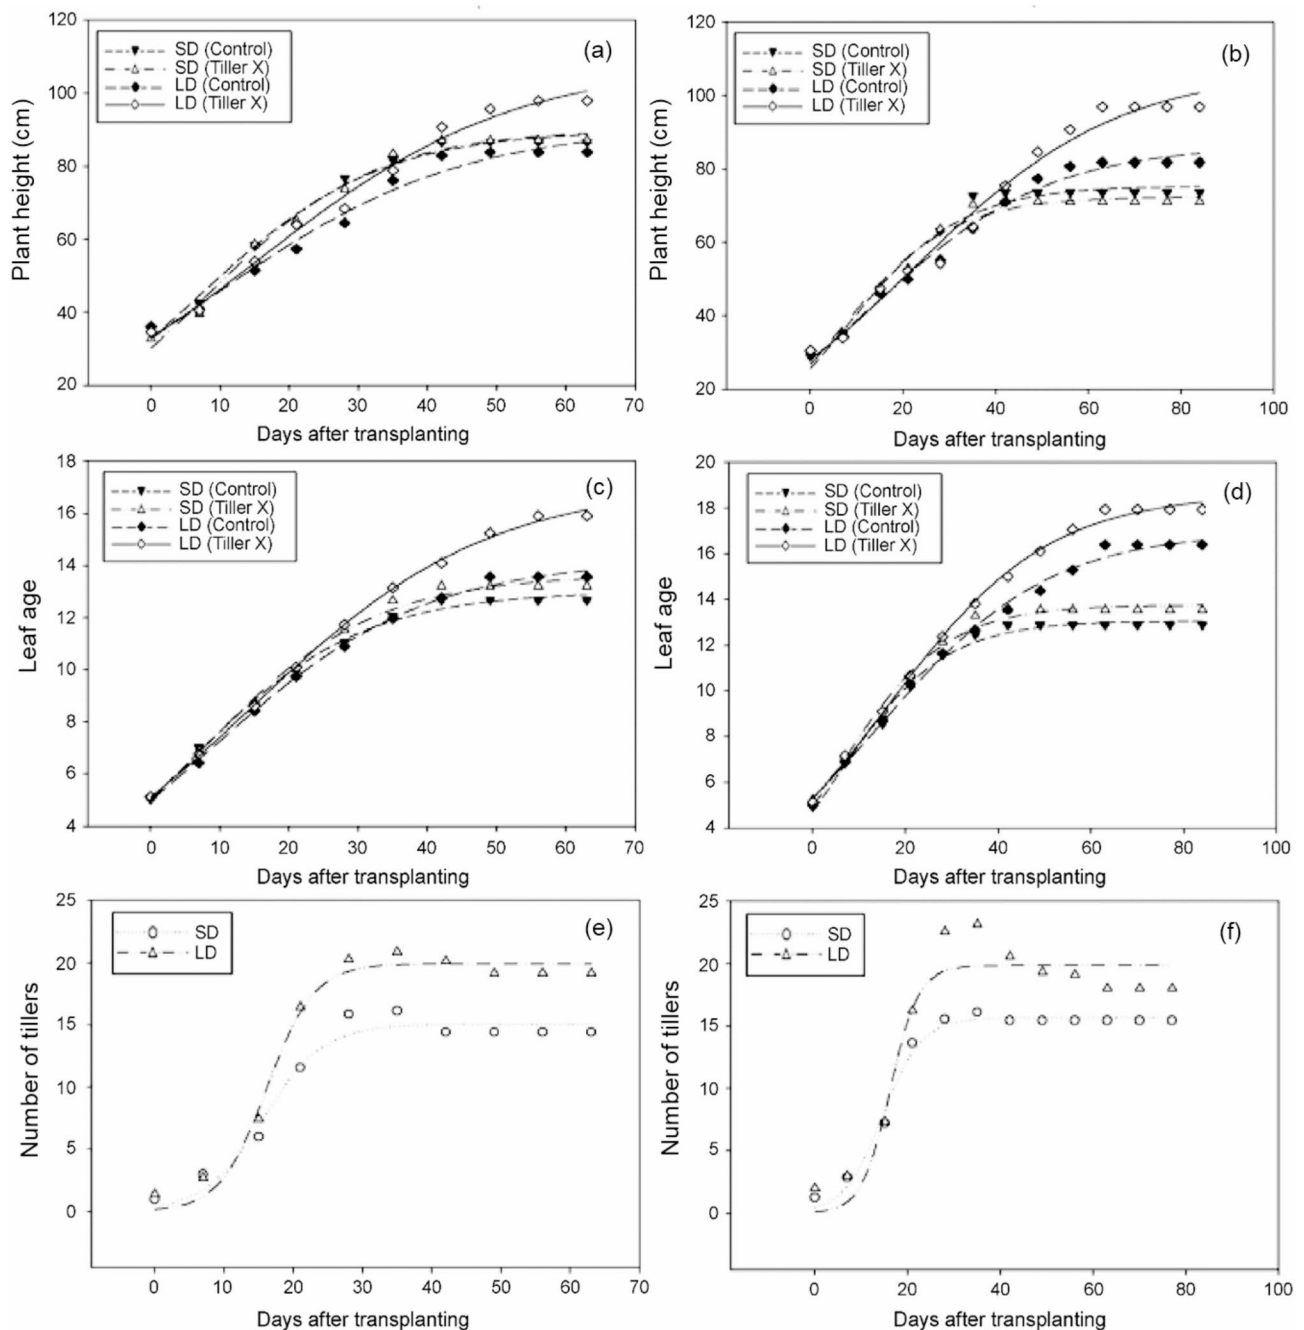 120
100
80
60
40
20
Plant height (cm)
SD (Control)
SD (Tiller X)
LD (Control)
LD (Tiller X)
(a)
0 10 20 30 40 50 60 70
Days after transplanting
120
100
80
60
40
20
Plant height (cm)
SD (Control)
SD (Tiller X)
LD (Control)
LD (Tiller X)
(b)
0 20 40 60 80 100
Days after transplanting
18
16
14
12
10
8
6
4
Leaf age
SD (Control)
SD (Tiller X)
LD (Control)
LD (Tiller X)
(c)
0 10 20 30 40 50 60 70
Days after transplanting
20
18
16
14
12
10
8
6
4
Leaf age
SD (Control)
SD (Tiller X)
LD (Control)
LD (Tiller X)
(d)
0 20 40 60 80 100
Days after transplanting
25
20
15
10
5
0
Number of tillers
SD
LD
(e)
0 10 20 30 40 50 60 70
Days after transplanting
25
20
15
10
5
0
Number of tillers
SD
LD
(f)
0 20 40 60 80 100
Days after transplanting